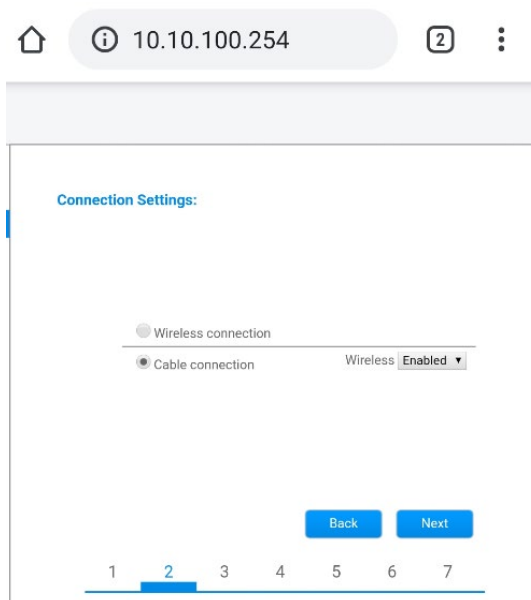 10.10.100.254
2
Connection Settings:
Wireless connection
Cable connection Wireless Enabled
Back Next
1 2 3 4 5 6 7